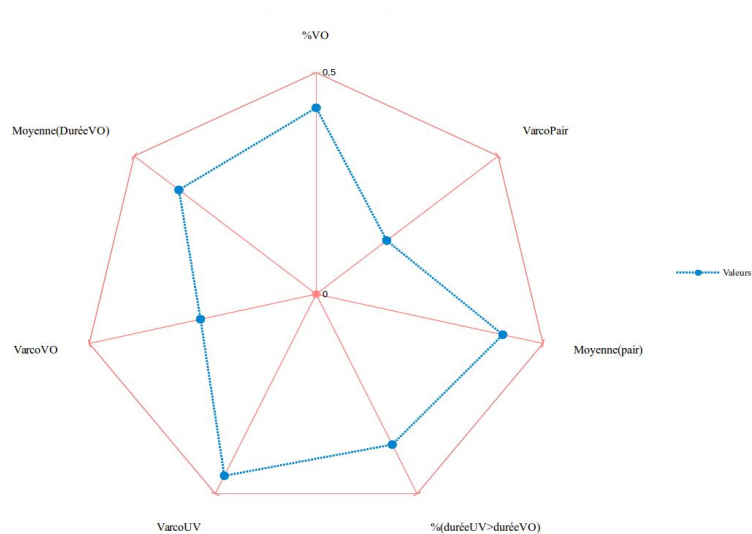 %VO
0,5
Moyenne(DuréeVO)
VarcoPair
0
Valeurs
VarcoVO
Moyenne(pair)
VarcoUV
%(duréeUV>duréeVO)